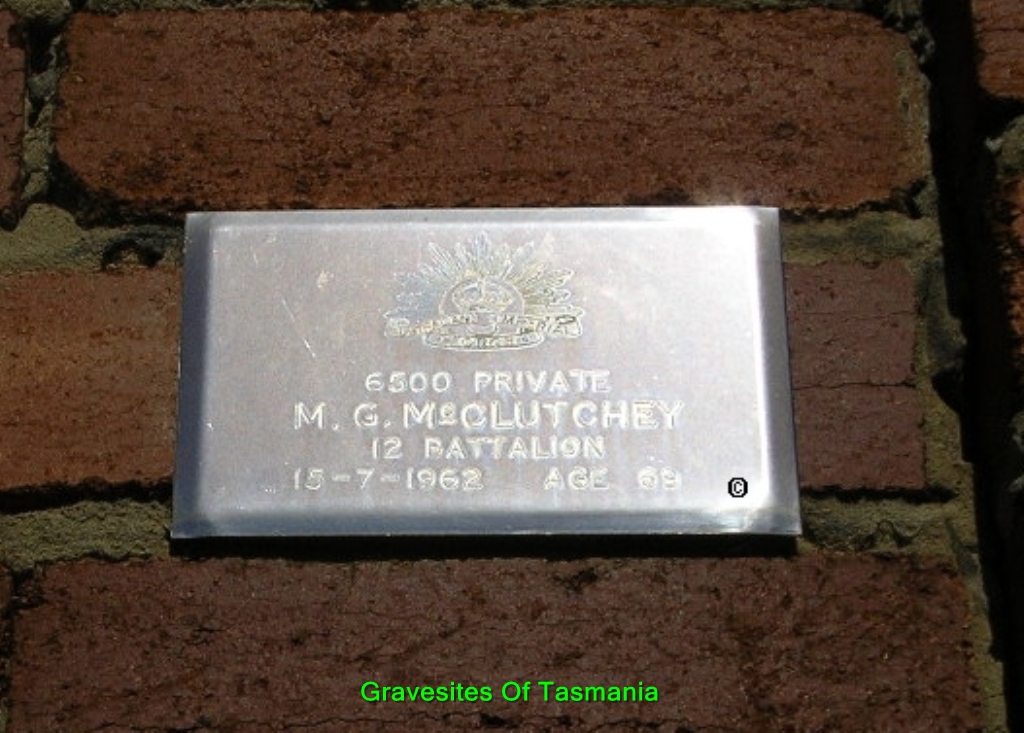 6500 PRIVATE
M. G. McCLUTCHEY
12 BATTALION
15-7-1962 AGE 69
©
Gravesites Of Tasmania